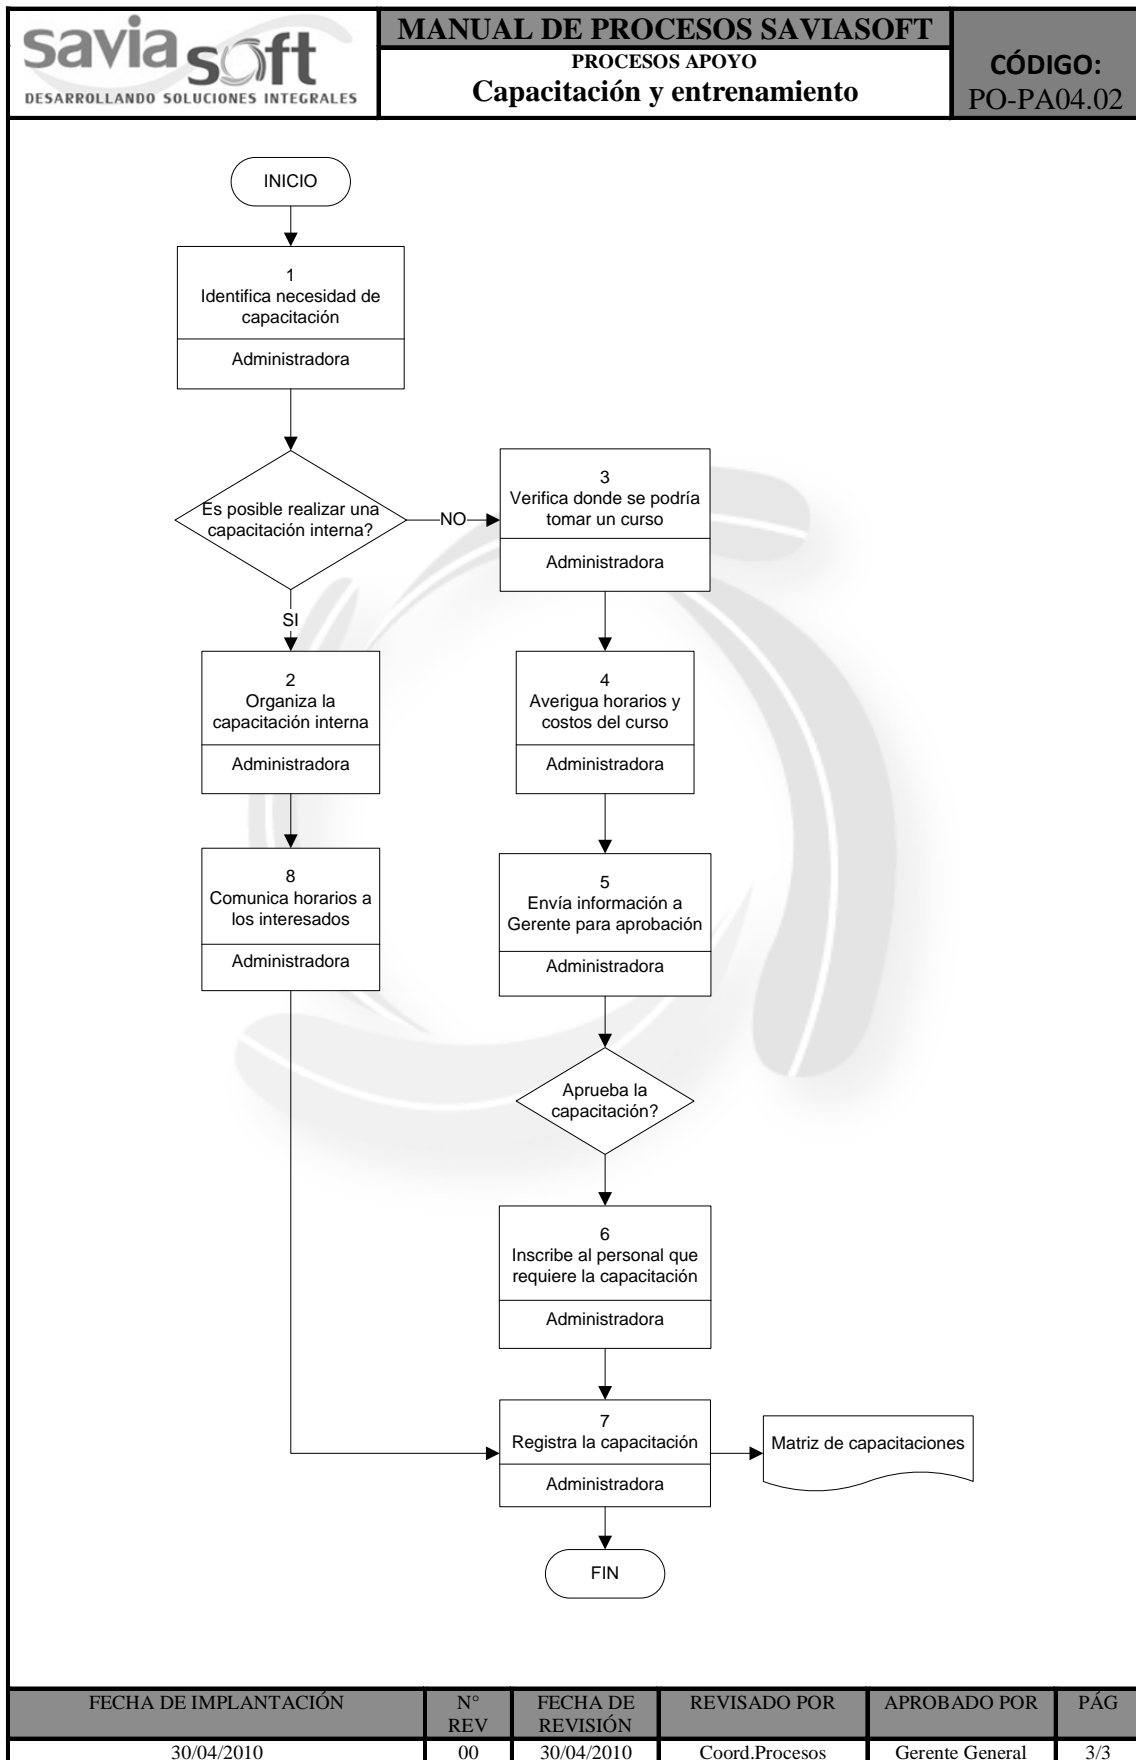 savia soft
DESARROLLANDO SOLUCIONES INTEGRALES
MANUAL DE PROCESOS SAVIASOFT
PROCESOS APOYO
Capacitación y entrenamiento
CÓDIGO:
PO-PA04.02
INICIO
1
Identifica necesidad de
capacitación
Administradora
Es posible realizar una
capacitación interna?
NO
3
Verifica donde se podría
tomar un curso
Administradora
SI
2
Organiza la
capacitación interna
Administradora
4
Averigua horarios y
costos del curso
Administradora
8
Comunica horarios a
los interesados
Administradora
5
Envía información a
Gerente para aprobación
Administradora
Aprueba la
capacitación?
6
Inscribe al personal que
requiere la capacitación
Administradora
7
Registra la capacitación
Administradora
Matriz de capacitaciones
FIN
FECHA DE IMPLANTACIÓN
N°
REV
FECHA DE
REVISIÓN
REVISADO POR
APROBADO POR
PÁG
30/04/2010
00
30/04/2010
Coord.Procesos
Gerente General
3/3